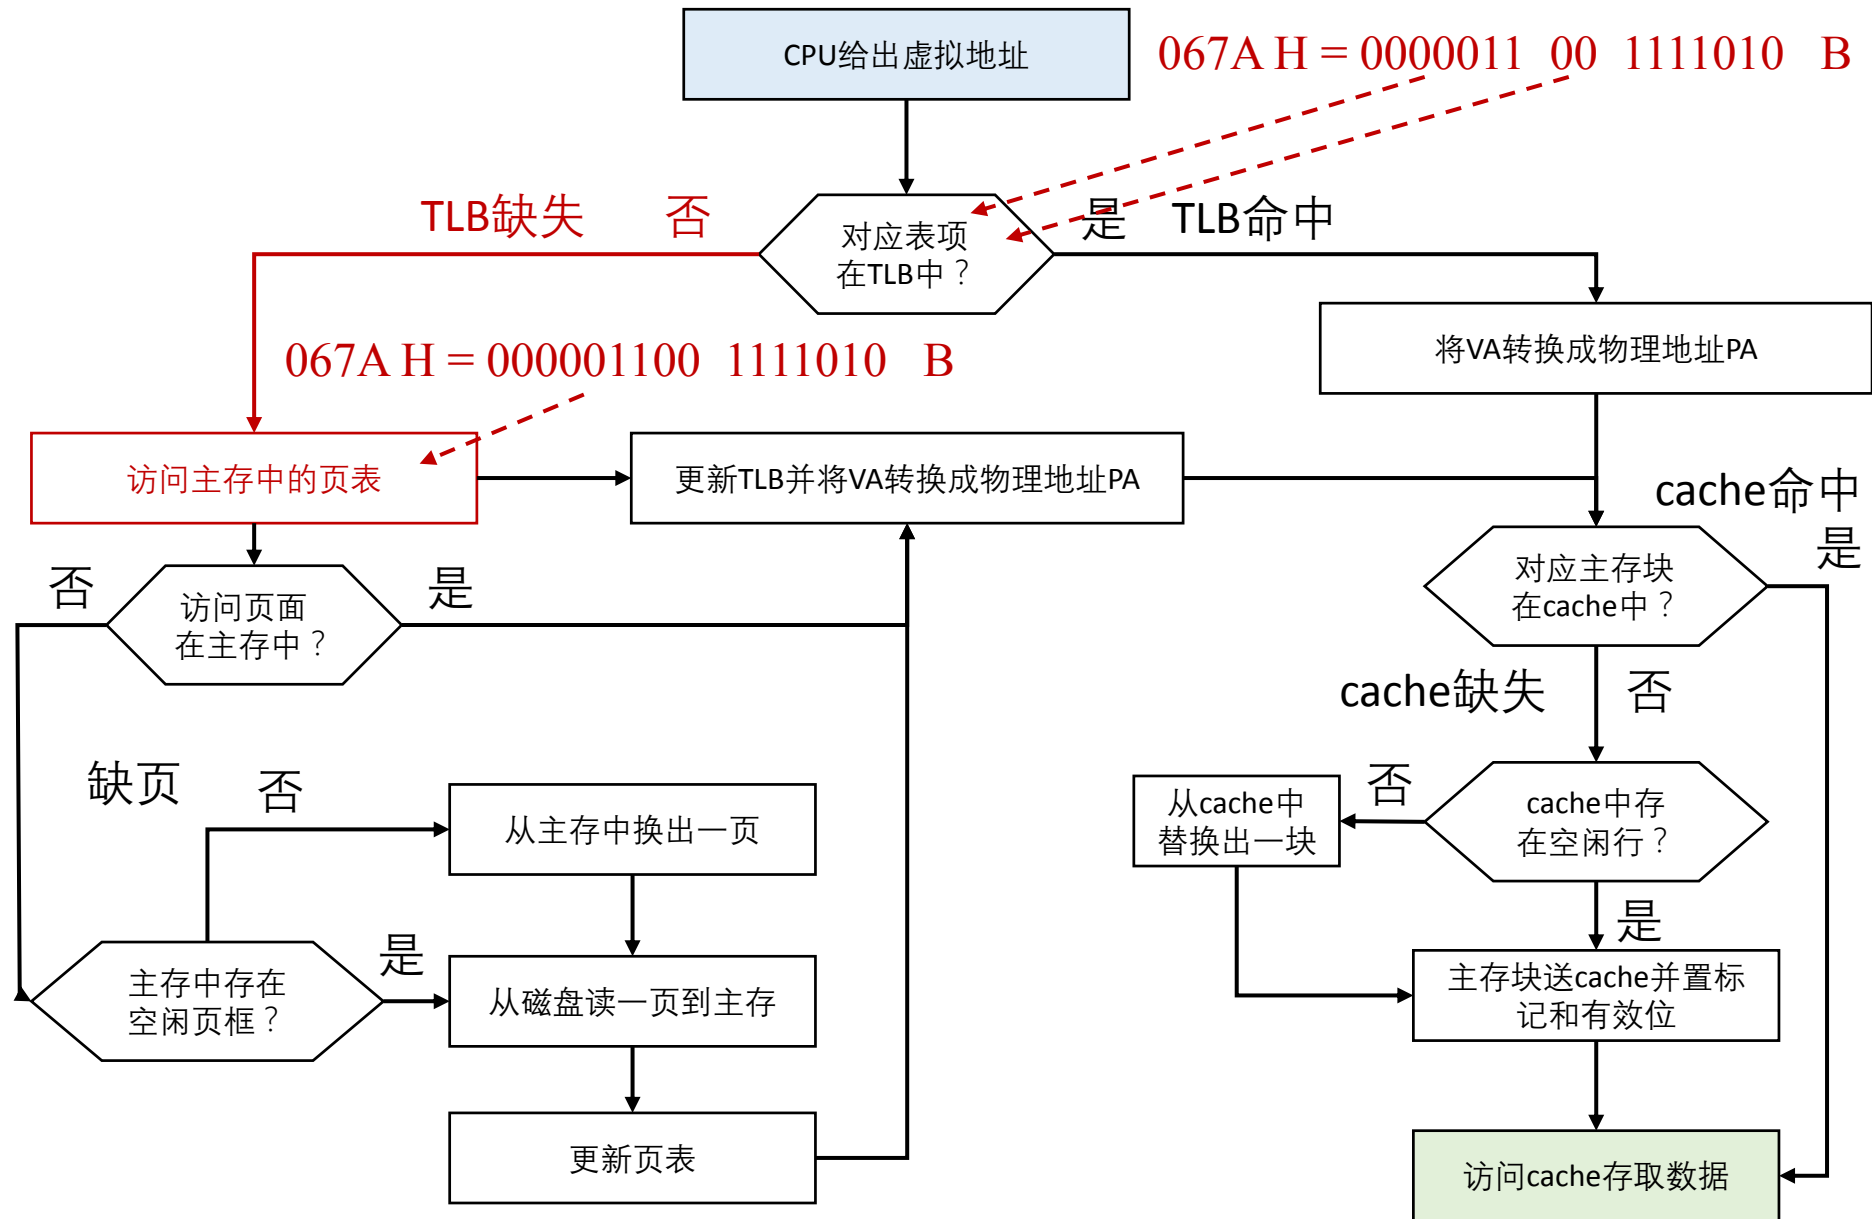 CPU给出虚拟地址
067A H = 0000011 00 1111010 B
TLB缺失 否
对应表项
在TLB中？
是 TLB命中
将VA转换成物理地址PA
067A H = 000001100 1111010 B
访问主存中的页表
更新TLB并将VA转换成物理地址PA
cache命中
是
否
访问页面
在主存中？
是
对应主存块
在cache中？
cache缺失 否
缺页 否
从主存中换出一页
从cache中
替换出一块
否
cache中存
在空闲行？
是
主存中存在
空闲页框？
是
从磁盘读一页到主存
主存块送cache并置标
记和有效位
更新页表
访问cache存取数据